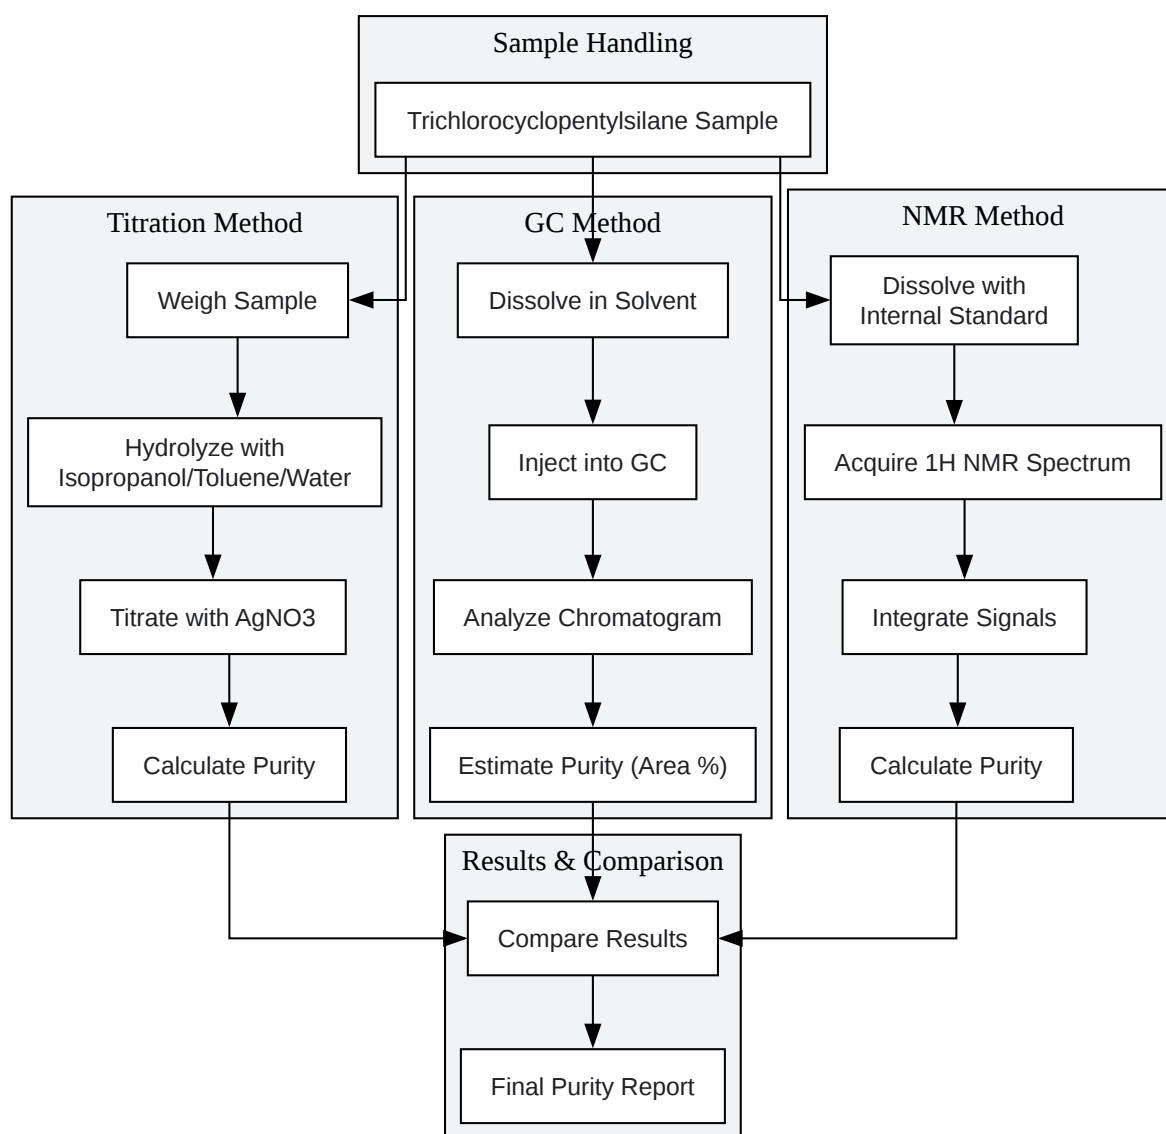 Sample Handling
Trichlorocyclopentylsilane Sample
Titration Method
Weigh Sample
Hydrolyze with
Isopropanol/Toluene/Water
Titrate with AgNO3
Calculate Purity
GC Method
Dissolve in Solvent
Inject into GC
Analyze Chromatogram
Estimate Purity (Area %)
NMR Method
Dissolve with
Internal Standard
Acquire 1H NMR Spectrum
Integrate Signals
Calculate Purity
Results & Comparison
Compare Results
Final Purity Report